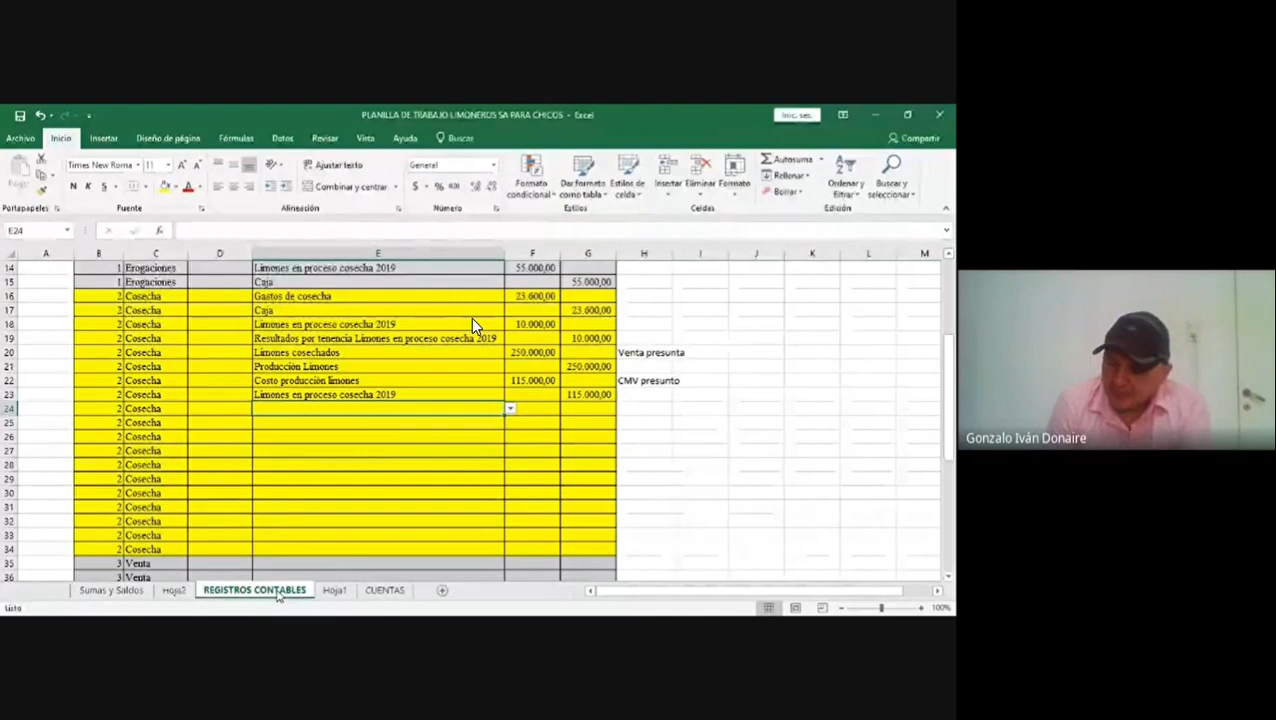 PLANILLA DE TRABAJO LIMONEROS SA PARA CHICOS - Excel
Inic. ses.
Archivo Inicio Insertar Diseño de página Fórmulas Datos Revisar Vista Ayuda Buscar Compartir
Times New Roma 11 Ajustar texto General Autosuma
Rellenar
Combinar y centrar Borrar
Formato condicional Dar formato como tabla Estilos de celda Insertar Eliminar Formato Ordenar y filtrar Buscar y seleccionar
Portapapeles Fuente Alineación Número Estilos Celdas Edición
E24 fx
A B C D E F G H I J K L M
14 1 Erogaciones Limones en proceso cosecha 2019 55.000,00
15 1 Erogaciones Caja 55.000,00
16 2 Cosecha Gastos de cosecha 23.600,00
17 2 Cosecha Caja 23.600,00
18 2 Cosecha Limones en proceso cosecha 2019 10.000,00
19 2 Cosecha Resultados por tenencia Limones en proceso cosecha 2019 10.000,00
20 2 Cosecha Limones cosechados 250.000,00 Venta presunta
21 2 Cosecha Producción Limones 250.000,00
22 2 Cosecha Costo producción limones 115.000,00 CMV presunto
23 2 Cosecha Limones en proceso cosecha 2019 115.000,00
24 2 Cosecha
25 2 Cosecha
26 2 Cosecha
27 2 Cosecha
28 2 Cosecha
29 2 Cosecha
30 2 Cosecha
31 2 Cosecha
32 2 Cosecha
33 2 Cosecha
34 2 Cosecha
35 3 Venta
36 3 Venta
Sumas y Saldos Hoja2 REGISTROS CONTABLES Hoja1 CUENTAS
Listo 100%
Gonzalo Iván Donaire